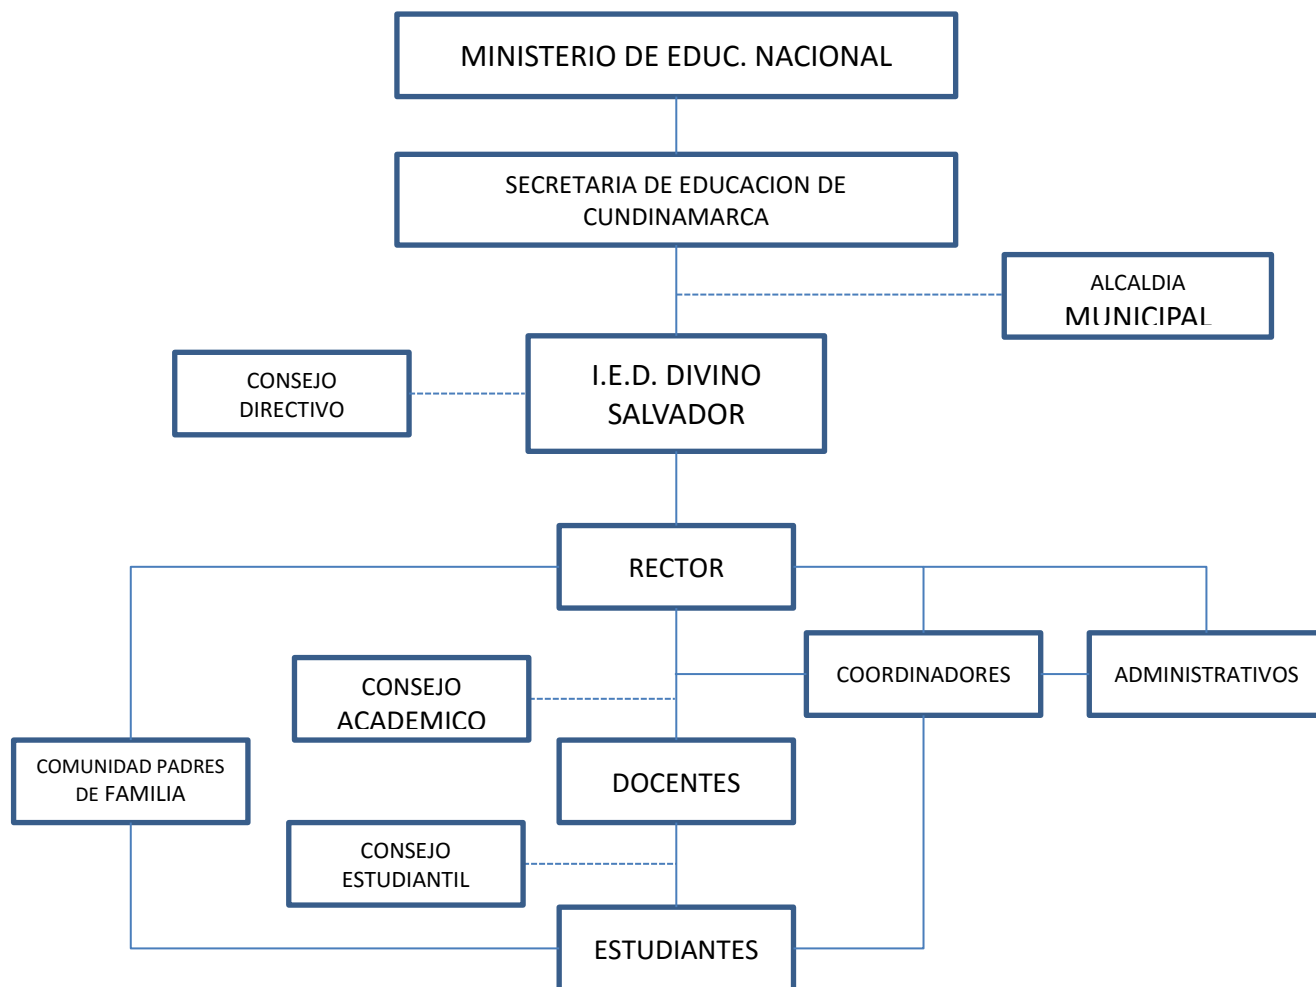 MINISTERIO DE EDUC. NACIONAL
SECRETARIA DE EDUCACION DE
CUNDINAMARCA
ALCALDIA
MUNICIPAL
CONSEJO
DIRECTIVO
I.E.D. DIVINO
SALVADOR
RECTOR
COORDINADORES
ADMINISTRATIVOS
CONSEJO
ACADEMICO
COMUNIDAD PADRES
DE FAMILIA
DOCENTES
CONSEJO
ESTUDIANTIL
ESTUDIANTES